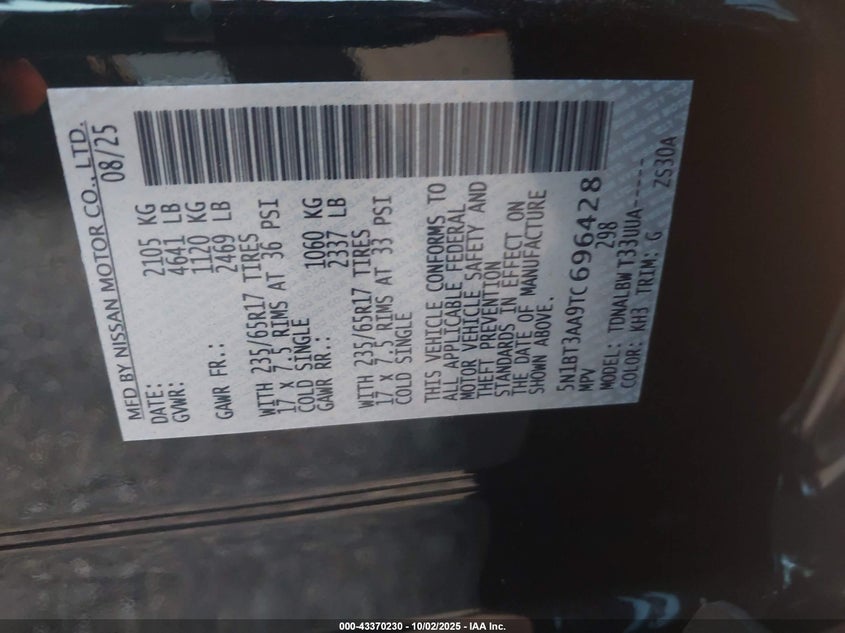 MFD BY NISSAN MOTOR CO., LTD.
DATE: 08/25
GVWR: 2105 KG
4641 LB
GAWR FR.: 1120 KG
2469 LB
WITH 235/65R17 TIRES
17 x 7.5 RIMS AT 36 PSI
COLD SINGLE
GAWR RR.: 1060 KG
2337 LB
WITH 235/65R17 TIRES
17 x 7.5 RIMS AT 33 PSI
COLD SINGLE
THIS VEHICLE CONFORMS TO
ALL APPLICABLE FEDERAL
MOTOR VEHICLE SAFETY AND
THEFT PREVENTION
STANDARDS IN EFFECT ON
THE DATE OF MANUFACTURE
SHOWN ABOVE.
5N1BT3AA9TC696428
MPV 298
MODEL: TDNALBW T33UUA-----
COLOR: KH3 TRIM: G ZS30A
000-43370230 - 10/02/2025 - IAA Inc.